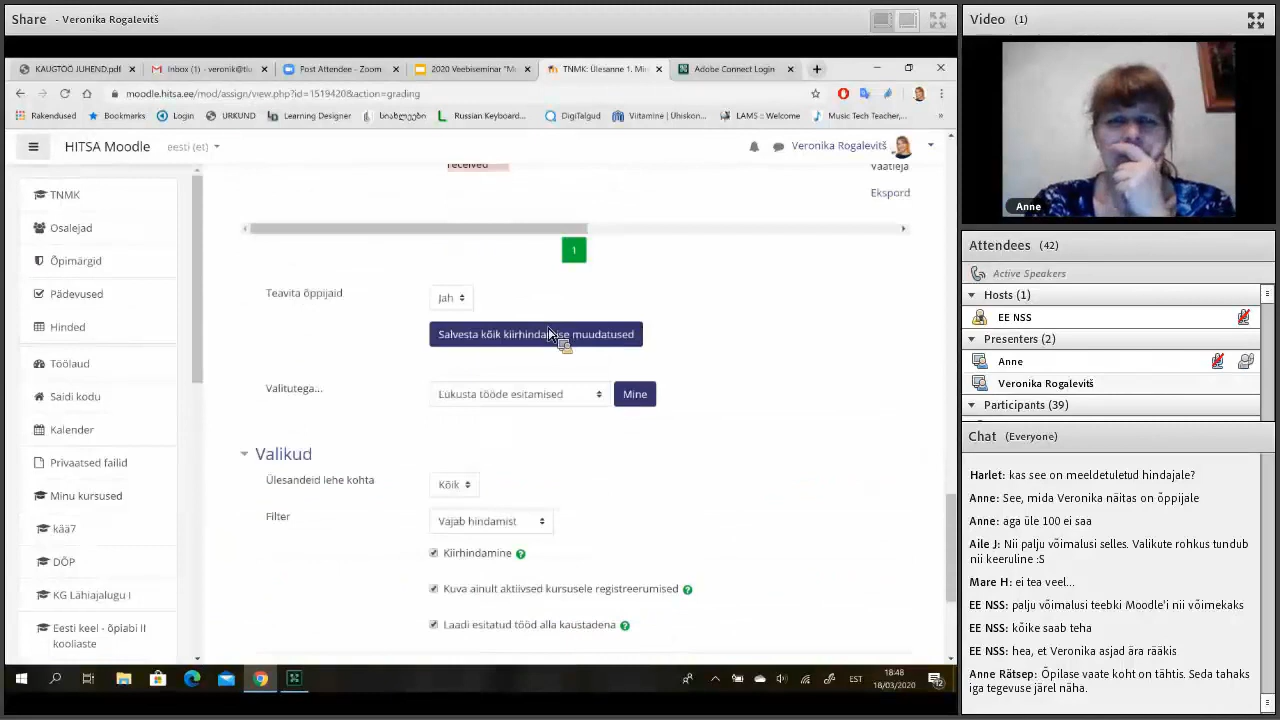 Share - Veronika Rogalevitš
KAUGTÖÖ JUHEND.pdf
Inbox (1) - veronik@tlu
Post Attendee - Zoom
2020 Veebiseminar "M
TNMK: Ülesanne 1. Min
Adobe Connect Login
moodle.hitsa.ee/mod/assign/view.php?id=1519420&action=grading
Rakendused
Bookmarks
Login
URKUND
Learning Designer
სიახლეები
Russian Keyboard...
DigiTalgud
Viitamine | Ühiskon...
LAMS :: Welcome
Music Tech Teacher,...
HITSA Moodle
eesti (et)
Veronika Rogalevitš
received
Vaatleja
Ekspord
1
TNMK
Osalejad
Õpimärgid
Pädevused
Hinded
Töölaud
Saidi kodu
Kalender
Privaatsed failid
Minu kursused
kää7
DÕP
KG Lähiajalugu I
Eesti keel - õpiabi II
kooliaste
Teavita õppijaid
Jah
Salvesta kõik kiirhindamise muudatused
Valitutega...
Lukusta tööde esitamised
Mine
Valikud
Ülesandeid lehe kohta
Kõik
Filter
Vajab hindamist
Kiirhindamine
Kuva ainult aktiivsed kursusele registreerumised
Laadi esitatud tööd alla kaustadena
EST
18:48
18/03/2020
12
Video (1)
Anne
Attendees (42)
Active Speakers
Hosts (1)
EE NSS
Presenters (2)
Anne
Veronika Rogalevitš
Participants (39)
Chat (Everyone)
Harlet: kas see on meeldetuletud hindajale?
Anne: See, mida Veronika näitas on õppijale
Anne: aga üle 100 ei saa
Aile J: Nii palju võimalusi selles. Valikute rohkus tundub
nii keeruline :S
Mare H: ei tea veel...
EE NSS: palju võimalusi teebki Moodle'i nii võimekaks
EE NSS: kõike saab teha
EE NSS: hea, et Veronika asjad ära rääkis
Anne Rätsep: Õpilase vaate koht on tähtis. Seda tahaks
iga tegevuse järel näha.